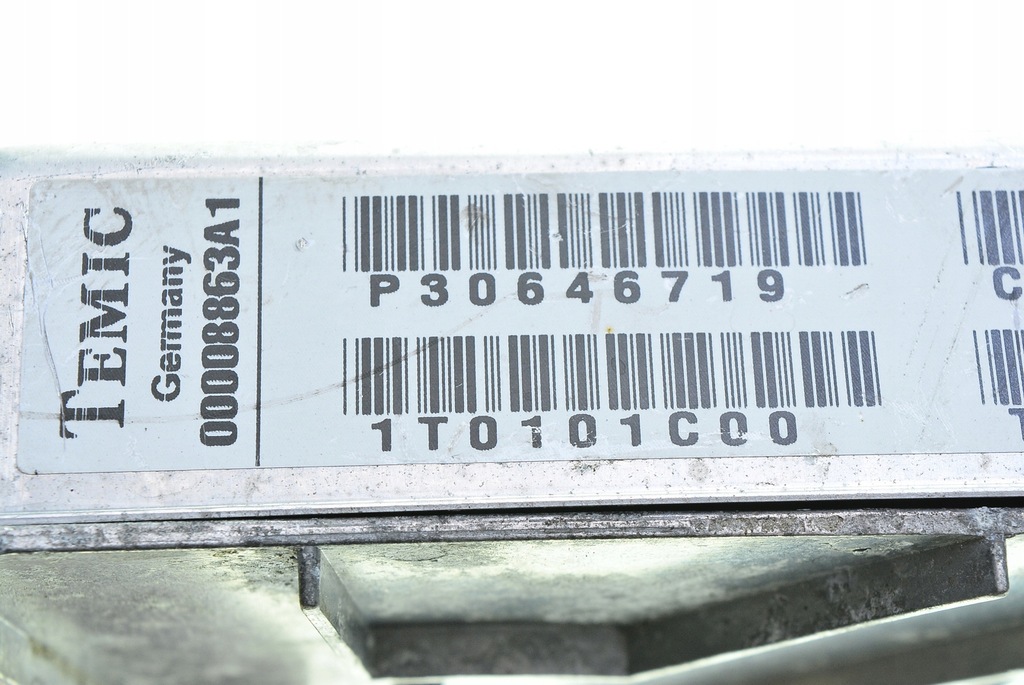 TEMIC
Germany
00008863A1
P30646719
1T0101C00
C